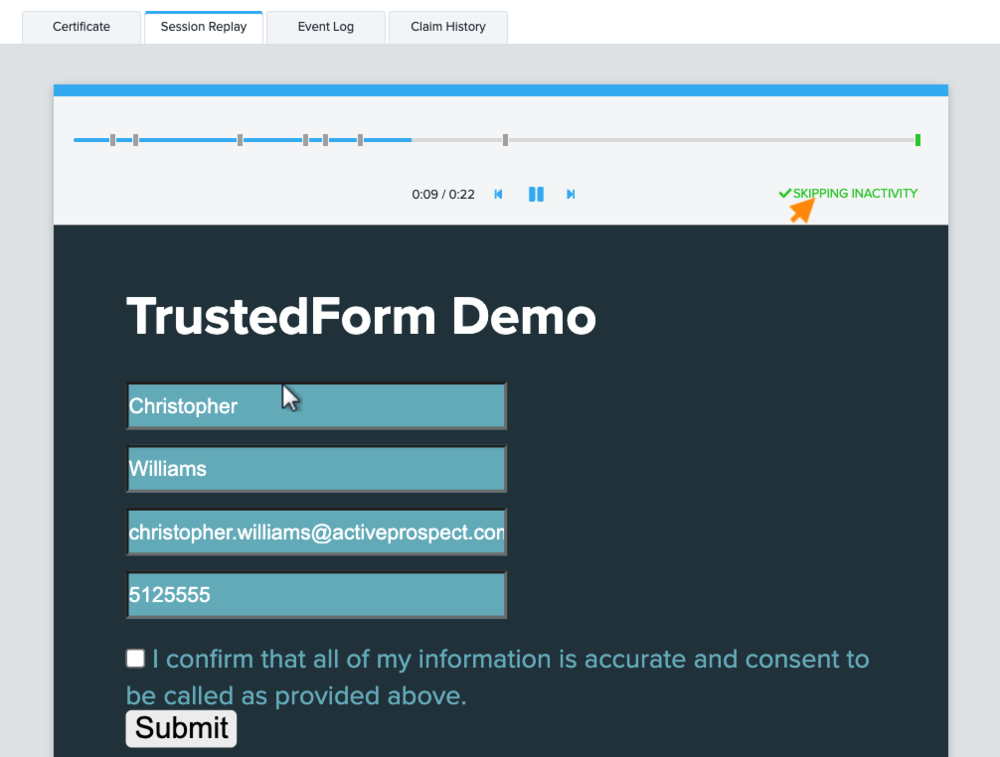 Certificate
Session Replay
Event Log
Claim History
0:09 / 0:22
SKIPPING INACTIVITY
TrustedForm Demo
Christopher
Williams
christopher.williams@activeprospect.con
5125555
I confirm that all of my information is accurate and consent to
be called as provided above.
Submit